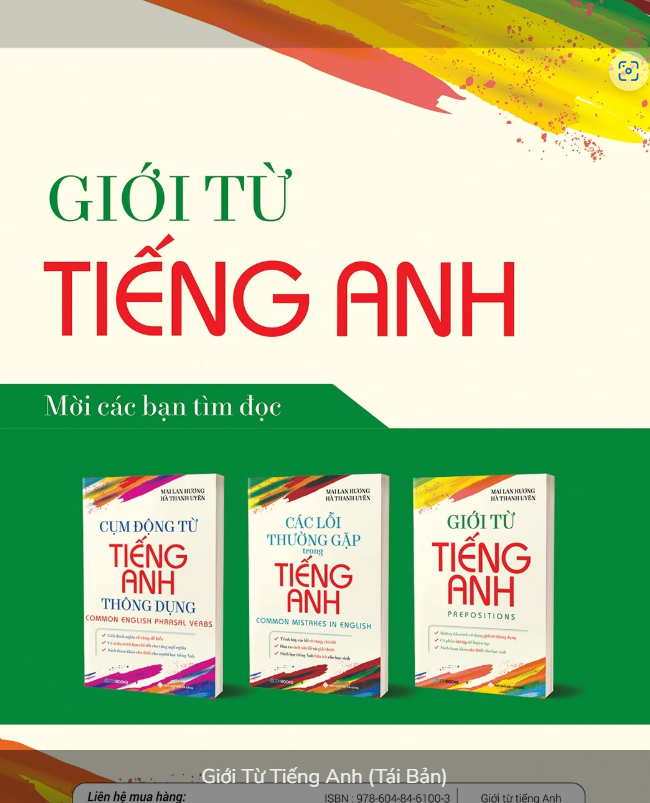 GIỚI TỪ
TIẾNG ANH
Mời các bạn tìm đọc
MAI LAN HƯƠNG
HÀ THANH UYÊN
CỤM ĐỘNG TỪ
TIẾNG
ANH
THÔNG DỤNG
COMMON ENGLISH PHRASAL VERBS
MAI LAN HƯƠNG
HÀ THANH UYÊN
CÁC LỖI
THƯỜNG GẶP
trong
TIẾNG
ANH
COMMON MISTAKES IN ENGLISH
MAI LAN HƯƠNG
HÀ THANH UYÊN
GIỚI TỪ
TIẾNG
ANH
PREPOSITIONS
Giới Từ Tiếng Anh (Tái Bản)
Liên hệ mua hàng:
ISBN : 978-604-84-6100-3
Giới từ tiếng Anh